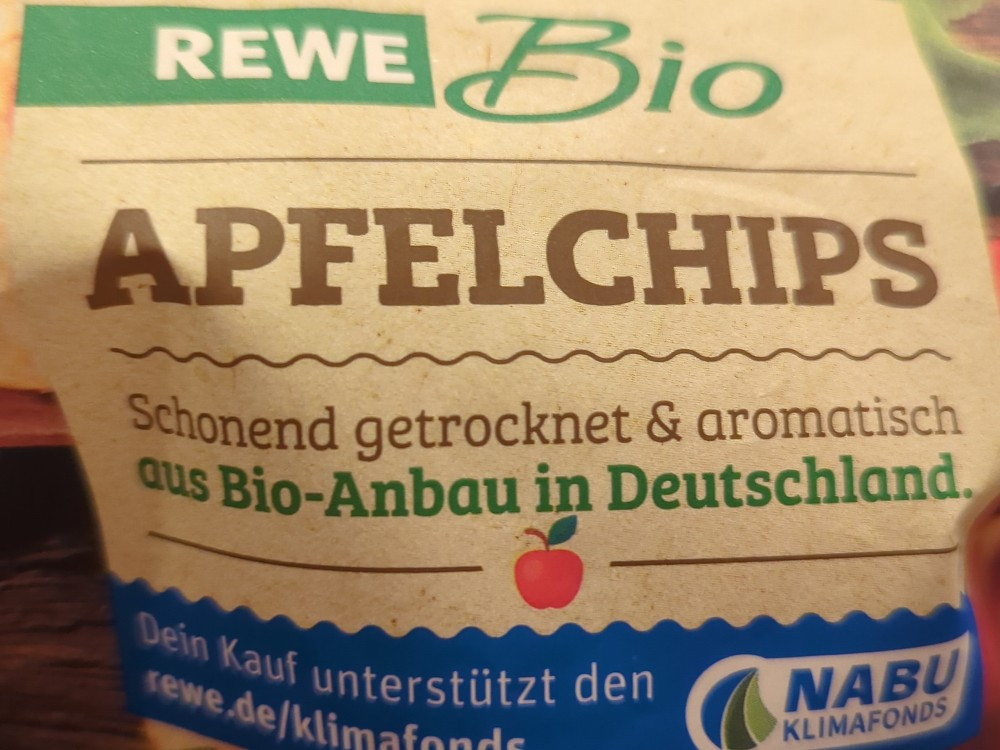 REWE Bio
APFELCHIPS
Schonend getrocknet & aromatisch
aus Bio-Anbau in Deutschland.
Dein Kauf unterstützt den
rewe.de/klimafonds
NABU
KLIMAFONDS